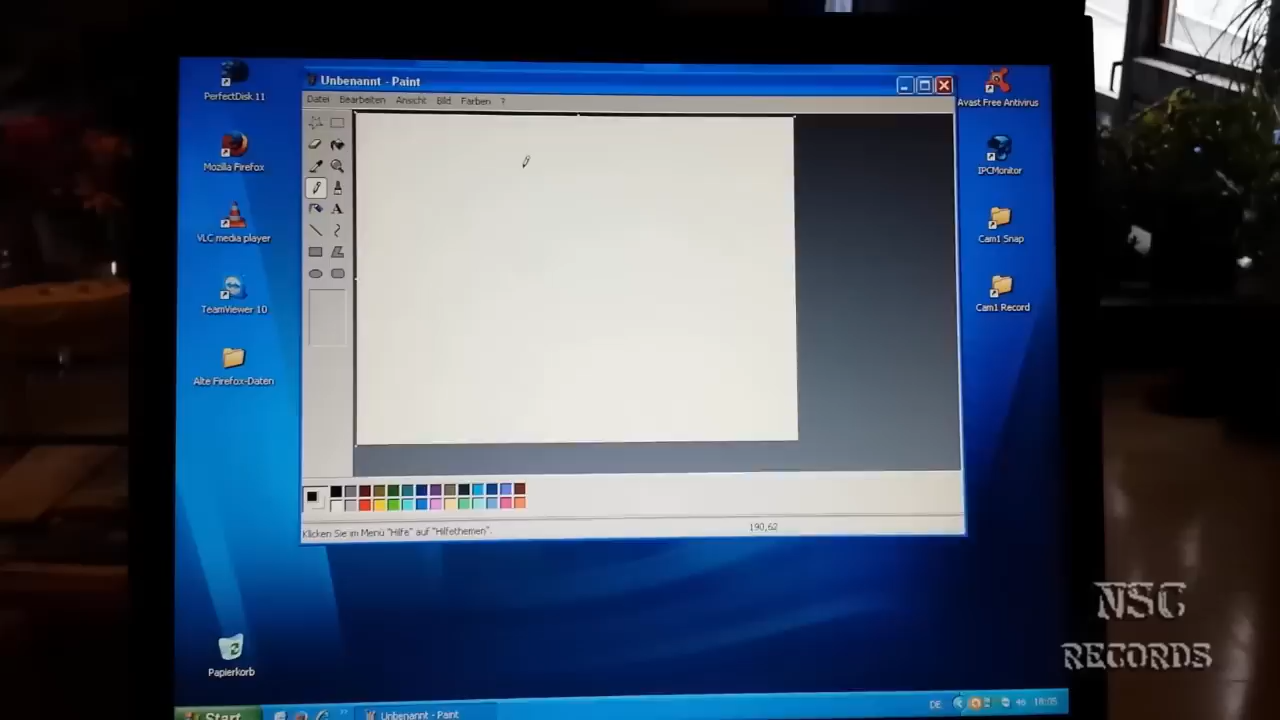 Unbenannt - Paint
Datei Bearbeiten Ansicht Bild Farben ?
PerfectDisk 11
Mozilla Firefox
VLC media player
TeamViewer 10
Alte Firefox-Daten
Papierkorb
Avast Free Antivirus
IPCMonitor
Cam1 Snap
Cam1 Record
A
Klicken Sie im Menü "Hilfe" auf "Hilfethemen".
190,62
Start
Unbenannt - Paint
DE
18:05
NSC
RECORDS